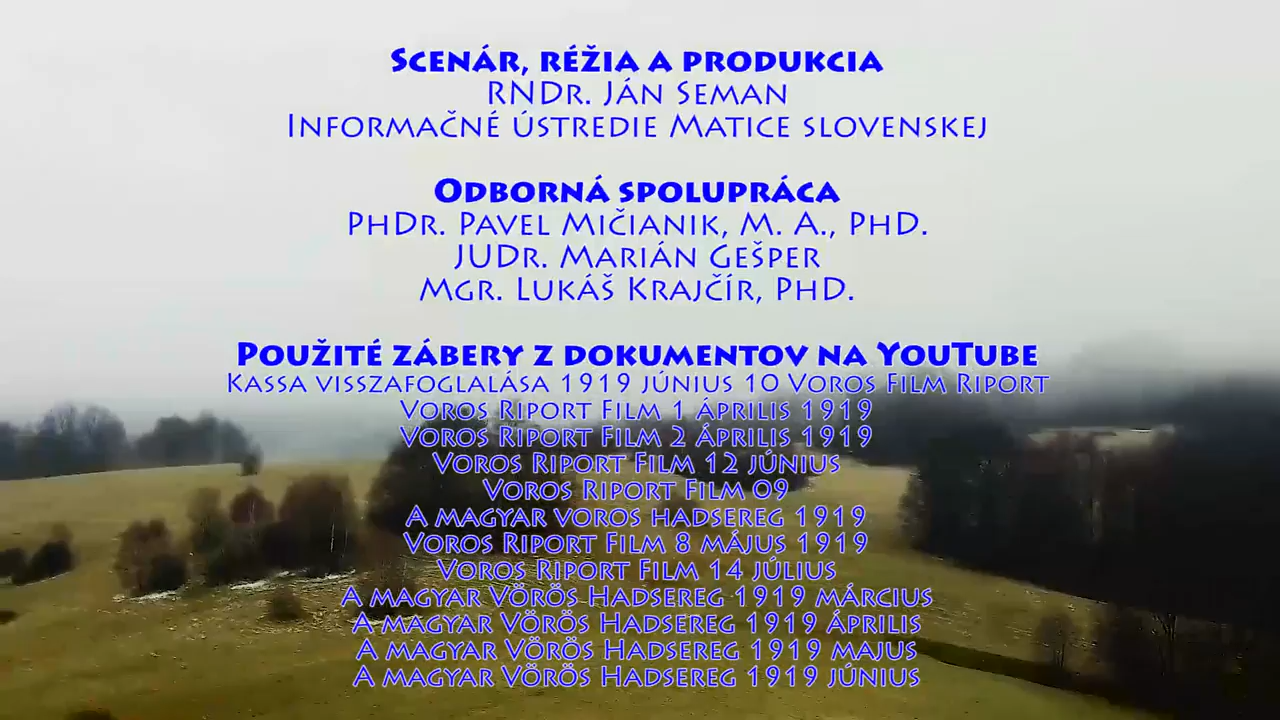 Scenár, réžia a produkcia
RNDr. Ján Seman
Informačné ústredie Matice slovenskej
Odborná spolupráca
PhDr. Pavel Mičianik, M. A., PhD.
JUDr. Marián Gešper
Mgr. Lukáš Krajčír, PhD.
Použité zábery z dokumentov na YouTube
Kassa visszafoglalása 1919 június 10 Voros Film Riport
Voros Riport Film 1 április 1919
Voros Riport Film 2 április 1919
Voros Riport Film 12 június
Voros Riport Film 09
A magyar voros hadsereg 1919
Voros Riport Film 8 május 1919
Voros Riport Film 14 július
A magyar Vörös Hadsereg 1919 március
A magyar Vörös Hadsereg 1919 Április
A magyar Vörös Hadsereg 1919 majus
A magyar Vörös Hadsereg 1919 június